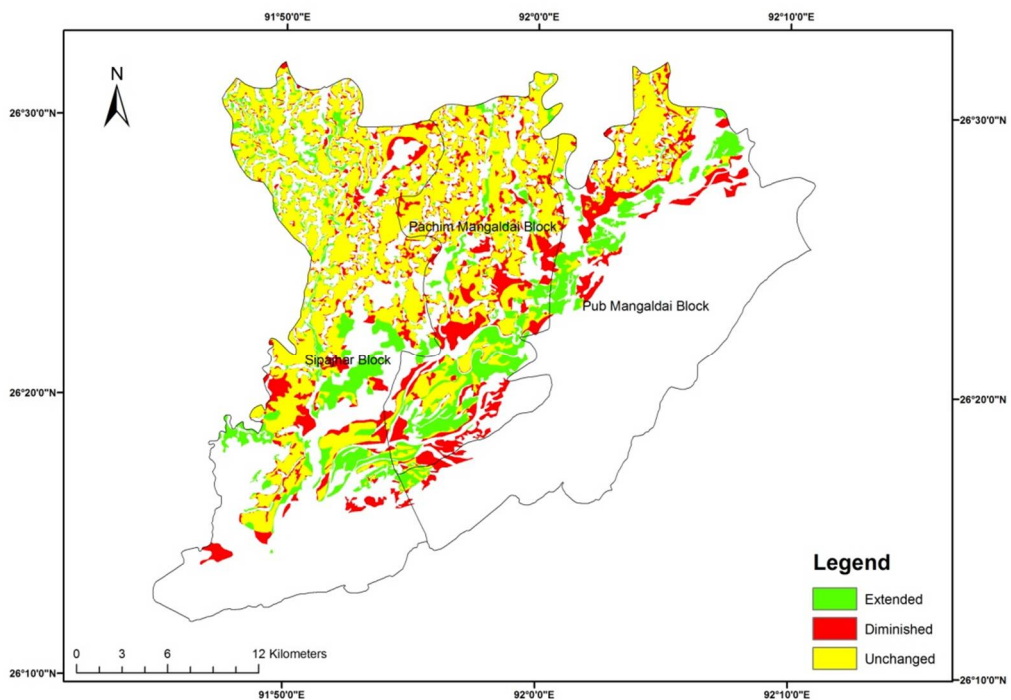 91°50'0"E 92°0'0"E 92°10'0"E
N
26°30'0"N 26°30'0"N
Pachim Mangaldai Block
Pub Mangaldai Block
Sipajhar Block
26°20'0"N 26°20'0"N
Legend
Extended
Diminished
Unchanged
0 3 6 12 Kilometers
26°10'0"N 26°10'0"N
91°50'0"E 92°0'0"E 92°10'0"E